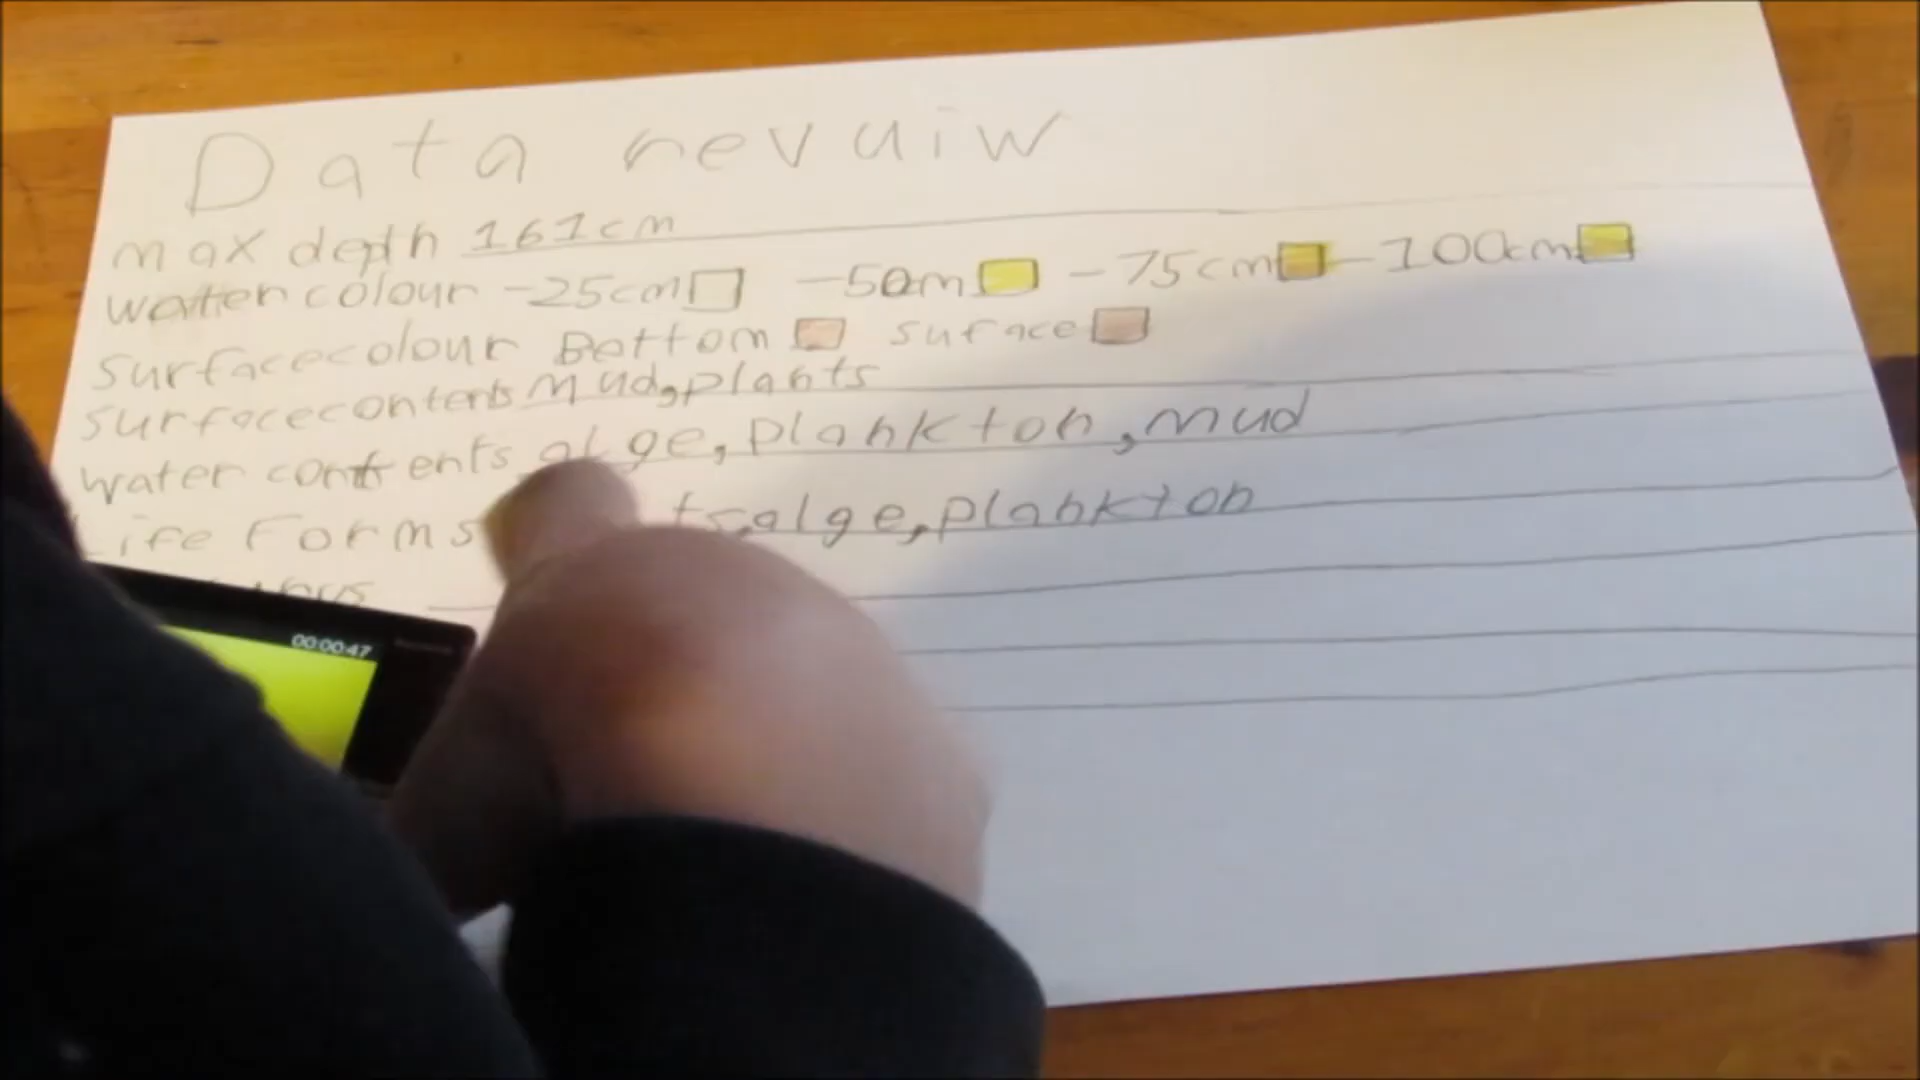 Data revuiw
max depth 161cm
water colour -25cm -50cm -75cm -100cm
surfacecolour Bottom surface
surfacecontents mud,plants
water contents alge, plankton, mud
Life Forms alge, plankton
00:00:47